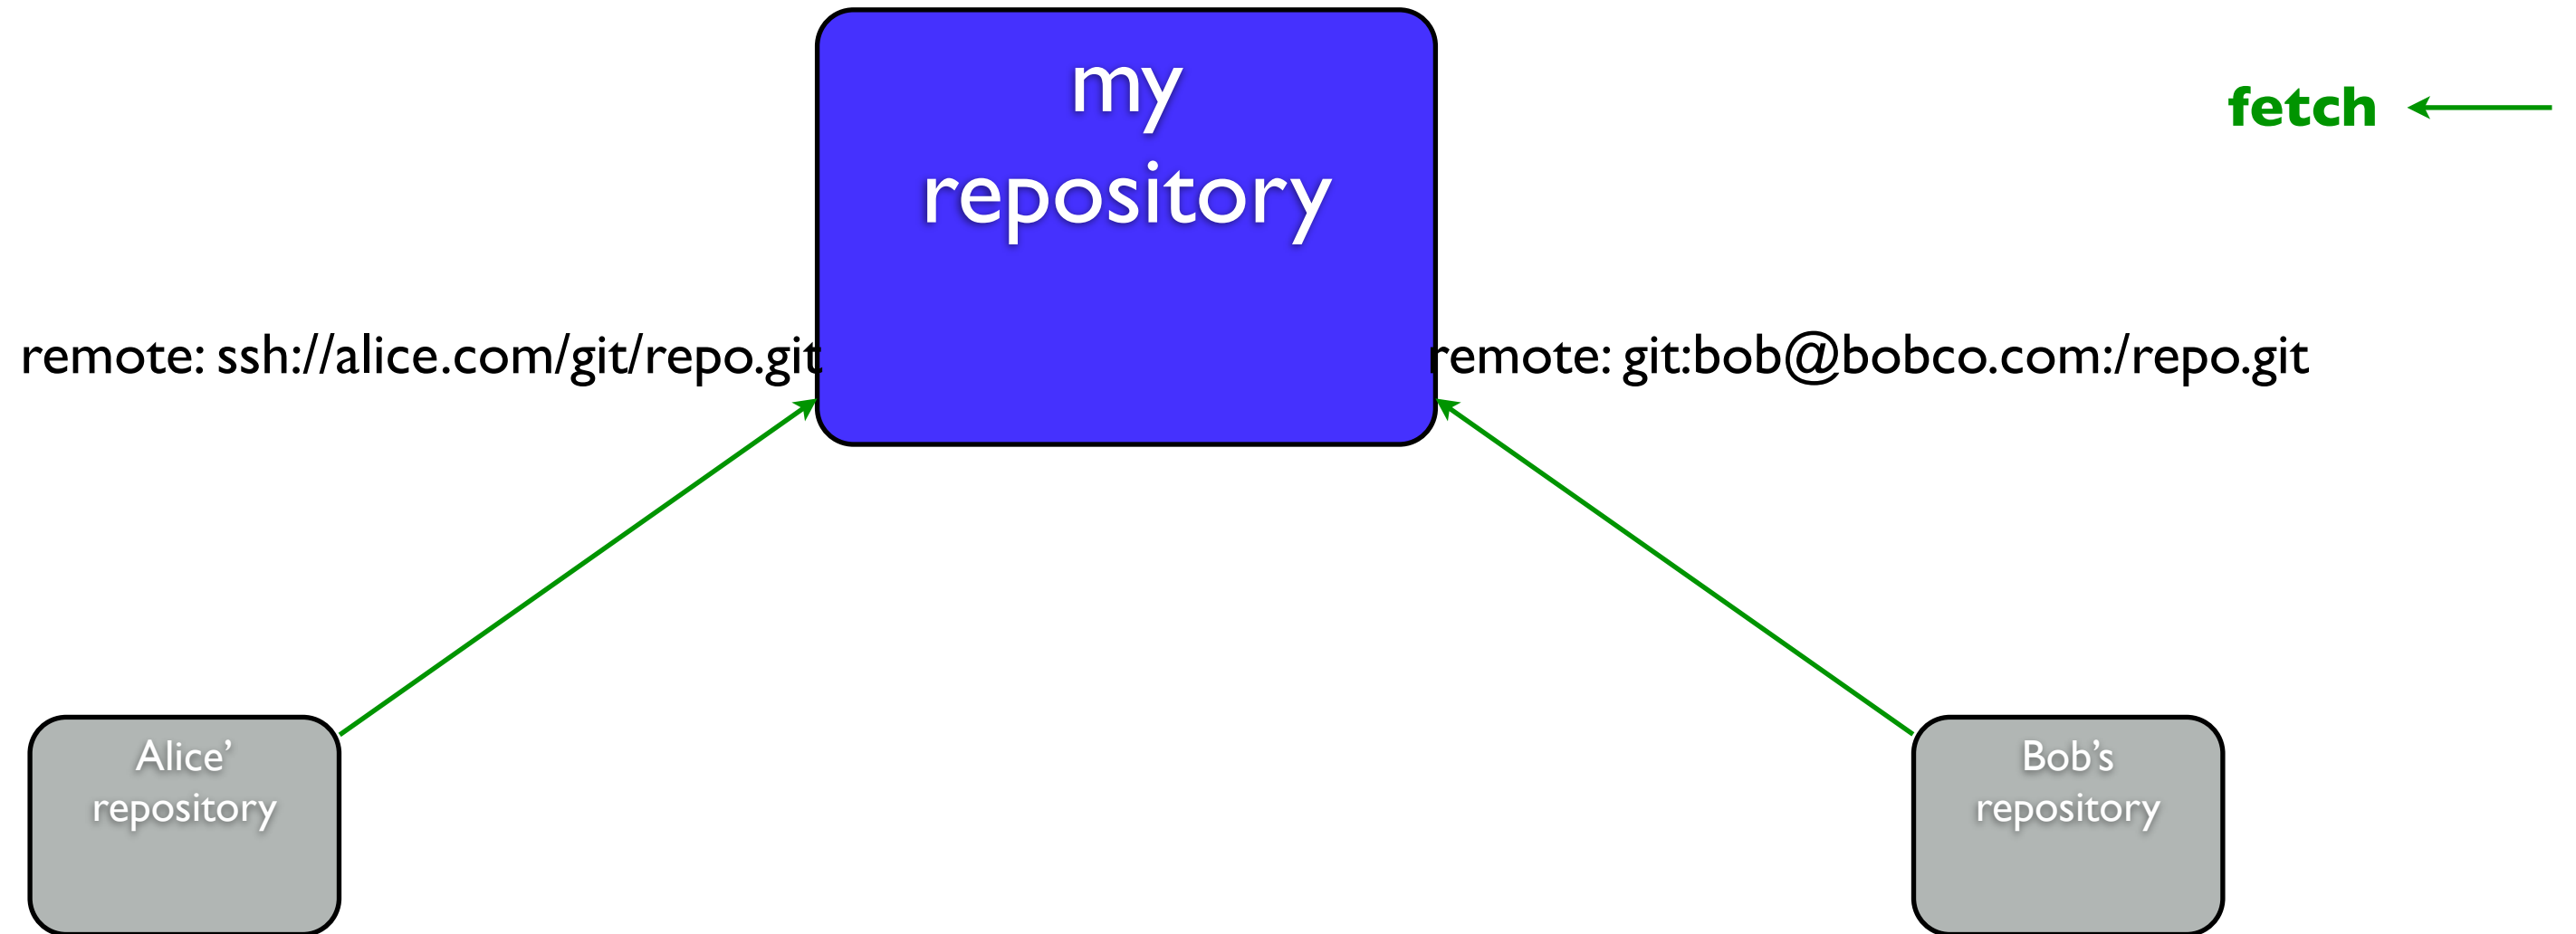 my
repository
fetch
remote: ssh://alice.com/git/repo.git
remote: git:bob@bobco.com:/repo.git
Alice’
repository
Bob’s
repository